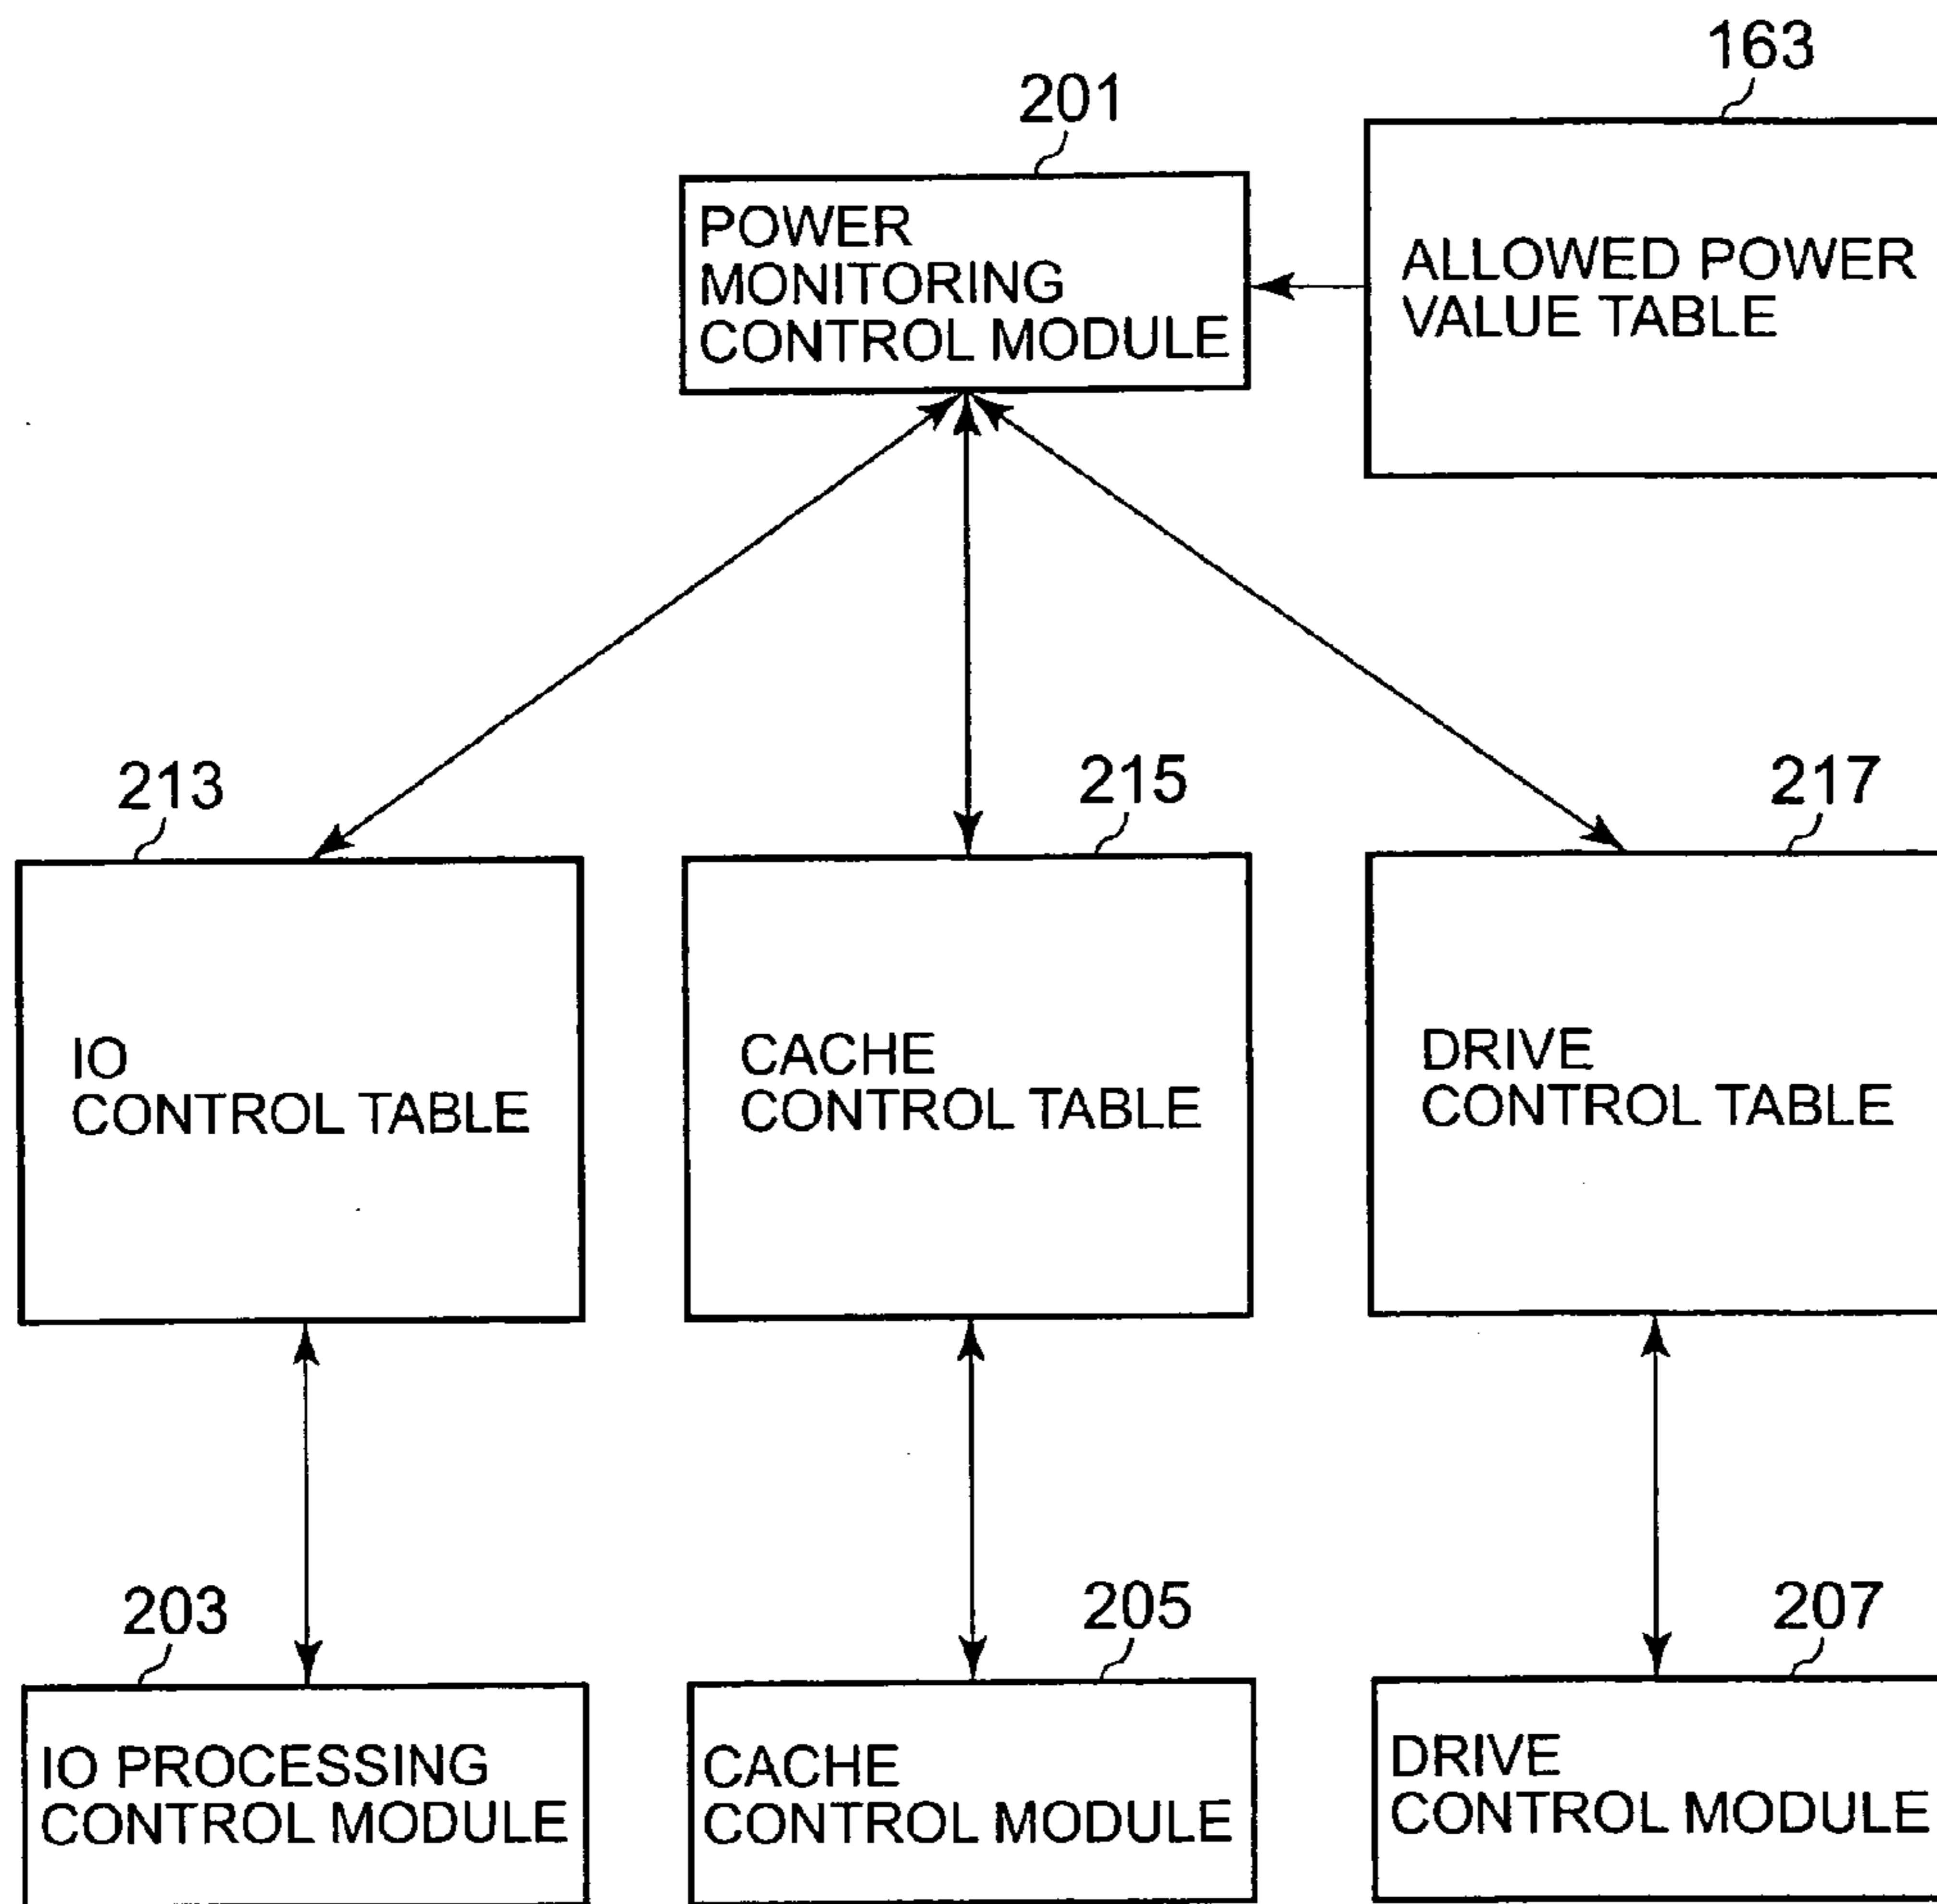 163
201
POWER
MONITORING
CONTROL MODULE
ALLOWED POWER
VALUE TABLE
213
215
217
IO
CONTROL TABLE
CACHE
CONTROL TABLE
DRIVE
CONTROL TABLE
203
205
207
IO PROCESSING
CONTROL MODULE
CACHE
CONTROL MODULE
DRIVE
CONTROL MODULE